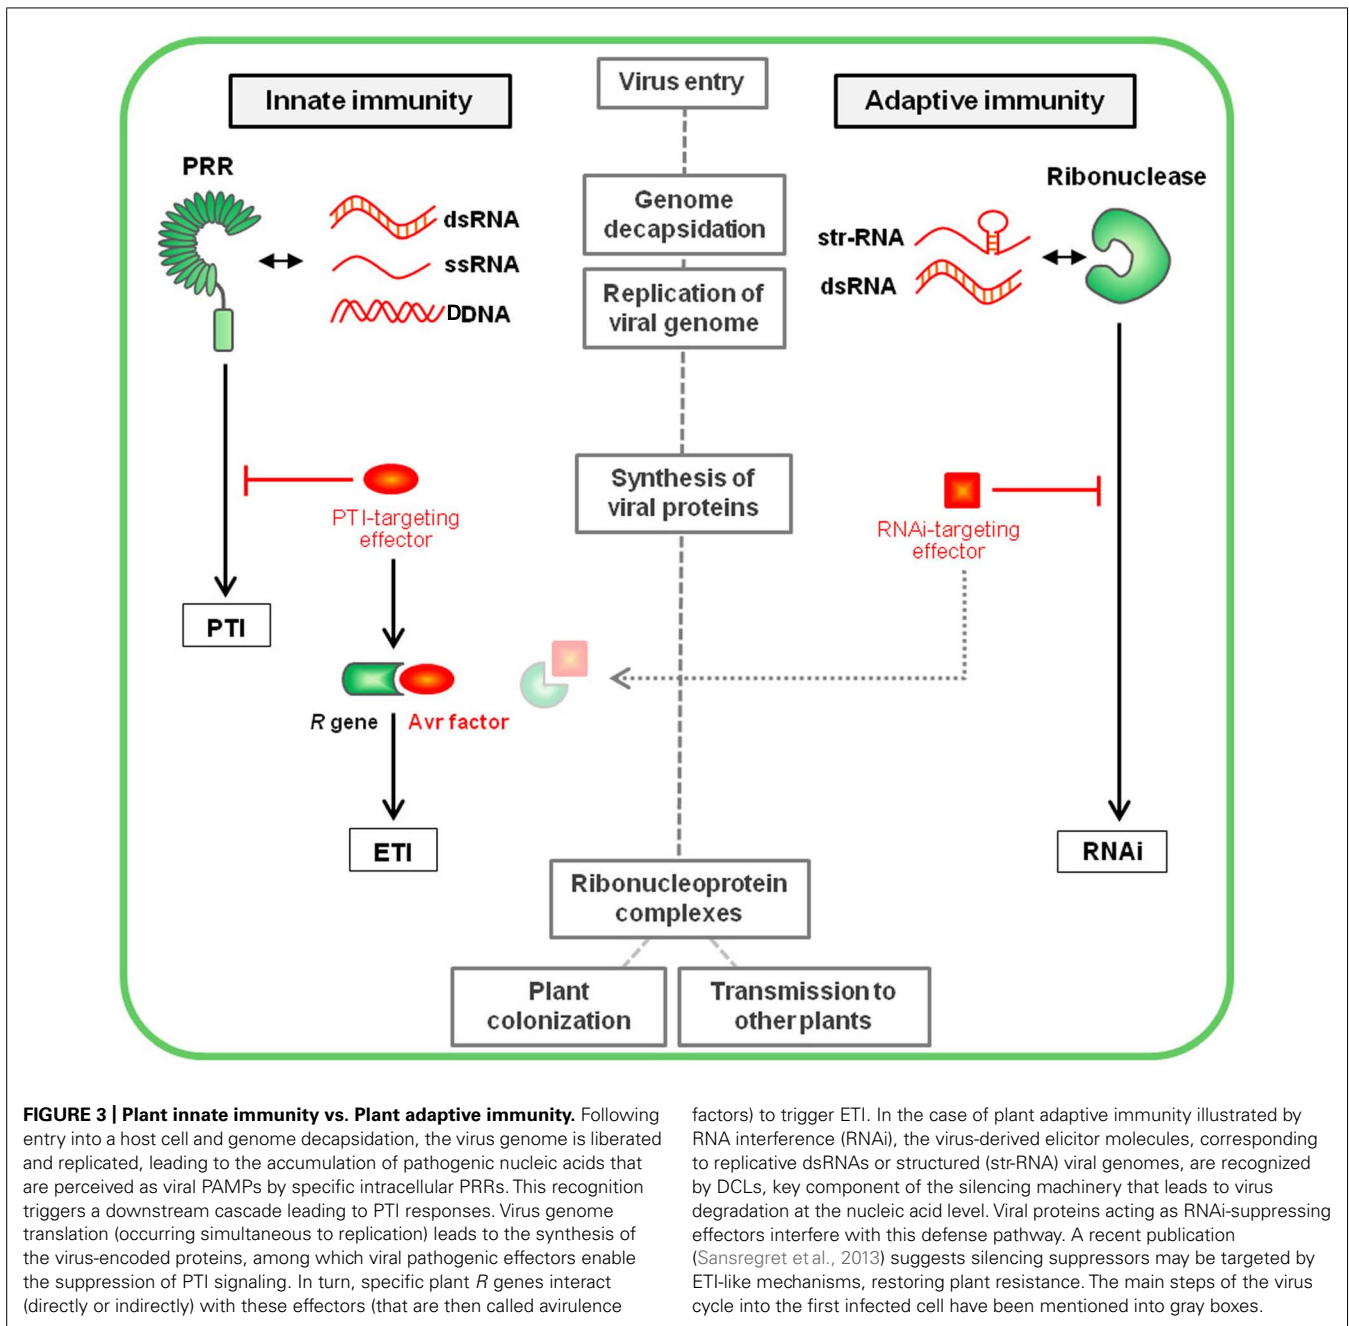 Innate immunity
Virus entry
Adaptive immunity
PRR
dsRNA
ssRNA
DDNA
Genome
decapsidation
Replication of
viral genome
Ribonuclease
str-RNA
dsRNA
PTI-targeting
effector
Synthesis of
viral proteins
RNAi-targeting
effector
PTI
R gene
Avr factor
ETI
RNAi
Ribonucleoprotein
complexes
Plant
colonization
Transmission to
other plants
FIGURE 3 | Plant innate immunity vs. Plant adaptive immunity. Following
entry into a host cell and genome decapsidation, the virus genome is liberated
and replicated, leading to the accumulation of pathogenic nucleic acids that
are perceived as viral PAMPs by specific intracellular PRRs. This recognition
triggers a downstream cascade leading to PTI responses. Virus genome
translation (occurring simultaneous to replication) leads to the synthesis of
the virus-encoded proteins, among which viral pathogenic effectors enable
the suppression of PTI signaling. In turn, specific plant R genes interact
(directly or indirectly) with these effectors (that are then called avirulence
factors) to trigger ETI. In the case of plant adaptive immunity illustrated by
RNA interference (RNAi), the virus-derived elicitor molecules, corresponding
to replicative dsRNAs or structured (str-RNA) viral genomes, are recognized
by DCLs, key component of the silencing machinery that leads to virus
degradation at the nucleic acid level. Viral proteins acting as RNAi-suppressing
effectors interfere with this defense pathway. A recent publication
(Sansregret et al., 2013) suggests silencing suppressors may be targeted by
ETI-like mechanisms, restoring plant resistance. The main steps of the virus
cycle into the first infected cell have been mentioned into gray boxes.